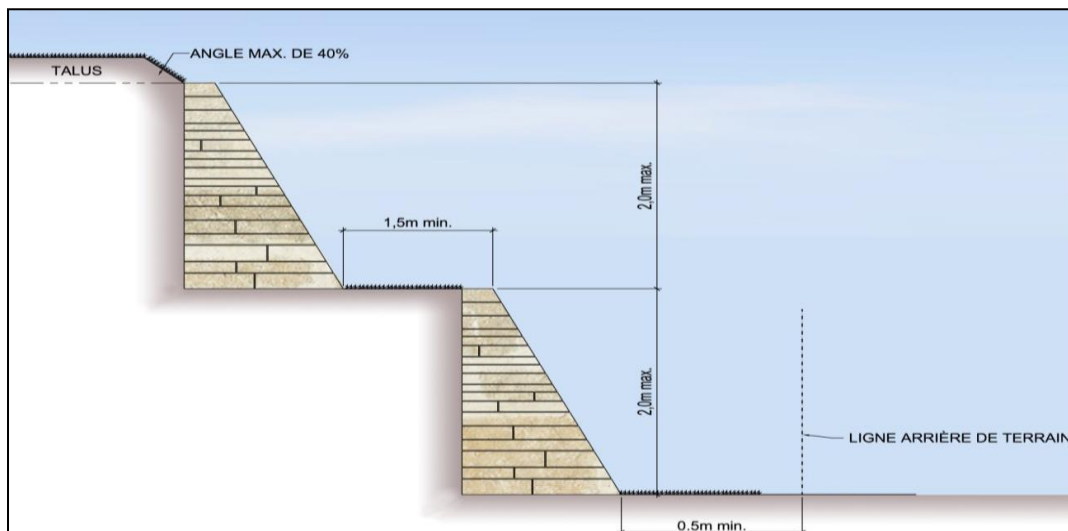 ANGLE MAX. DE 40%
TALUS
2,0m max.
1,5m min.
2,0m max.
LIGNE ARRIÈRE DE TERRAIN
0.5m min.